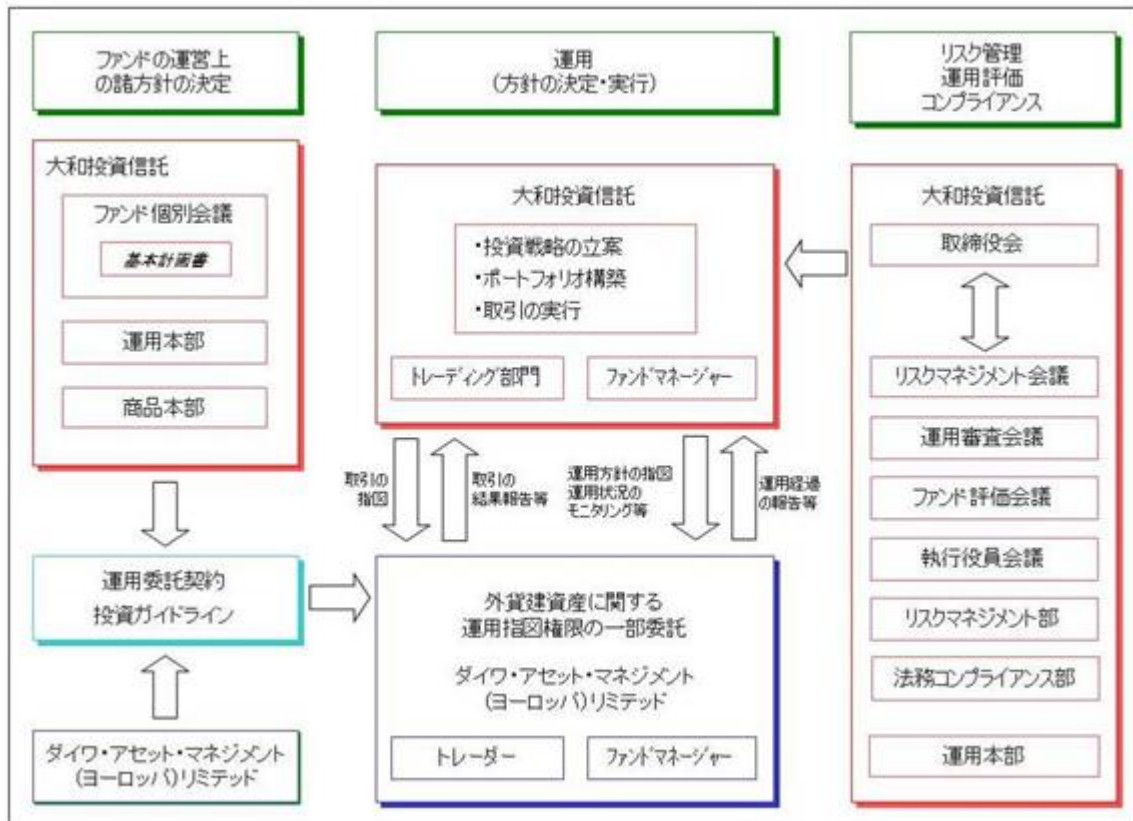 ファンドの運営上
の諸方針の決定
大和投資信託
ファンド個別会議
基本計画書
運用本部
商品本部
運用委託契約
投資ガイドライン
ダイワ・アセット・マネジメント
(ヨーロッパ)リミテッド
運用
(方針の決定・実行)
大和投資信託
・投資戦略の立案
・ポートフォリオ構築
・取引の実行
トレーディング部門
ファンドマネージャー
取引の
指図
取引の
結果報告等
運用方針の指図
運用状況の
モニタリング等
運用経過
の報告等
外貨建資産に関する
運用指図権限の一部委託
ダイワ・アセット・マネジメント
(ヨーロッパ)リミテッド
トレーダー
ファンドマネージャー
リスク管理
運用評価
コンプライアンス
大和投資信託
取締役会
リスクマネジメント会議
運用審査会議
ファンド評価会議
執行役員会議
リスクマネジメント部
法務コンプライアンス部
運用本部